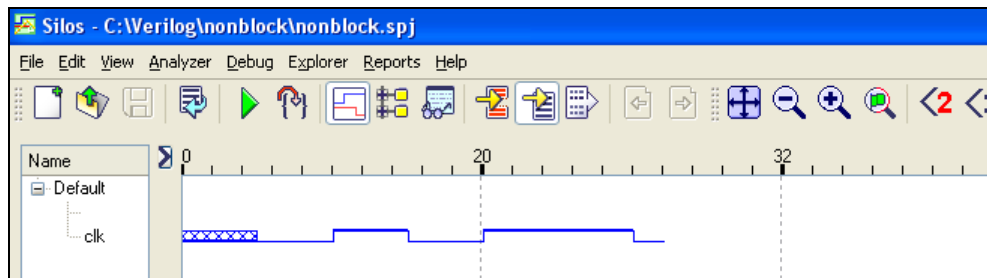 Silos - C:\Verilog\nonblock\nonblock.spj
File Edit View Analyzer Debug Explorer Reports Help
2
Name 0 20 32
Default
clk